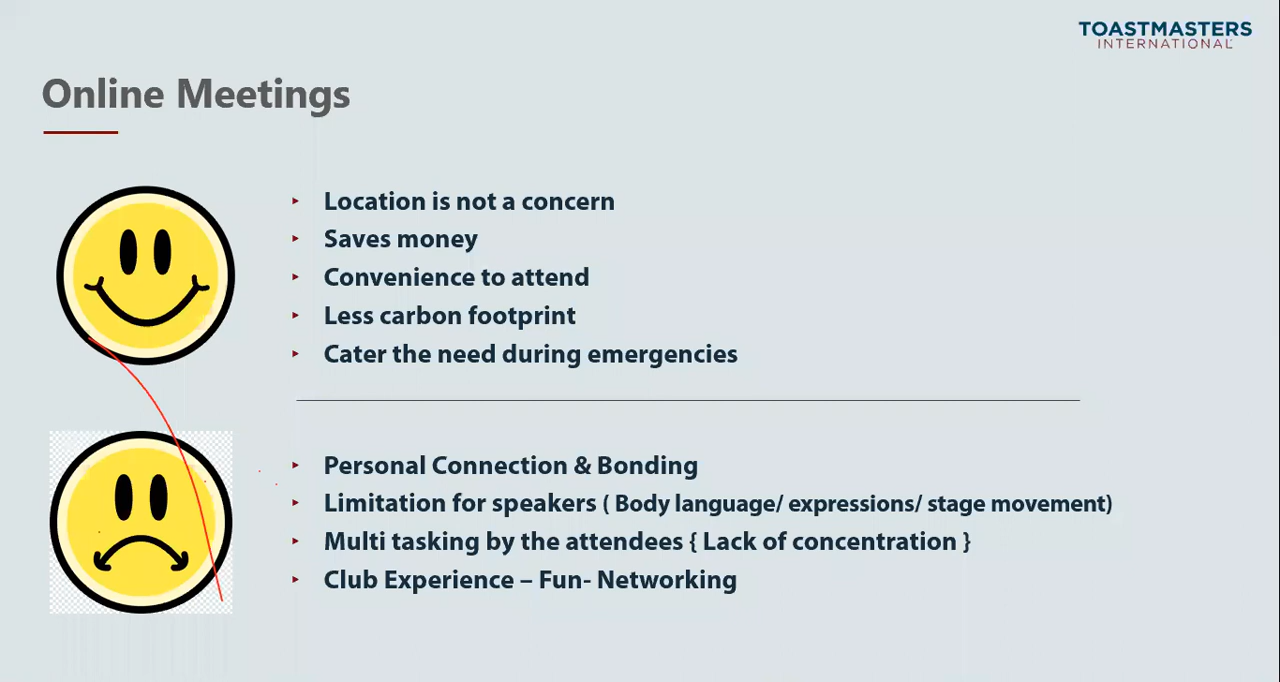 TOASTMASTERS
INTERNATIONAL
Online Meetings
Location is not a concern
Saves money
Convenience to attend
Less carbon footprint
Cater the need during emergencies
Personal Connection & Bonding
Limitation for speakers ( Body language/ expressions/ stage movement)
Multi tasking by the attendees { Lack of concentration }
Club Experience – Fun- Networking